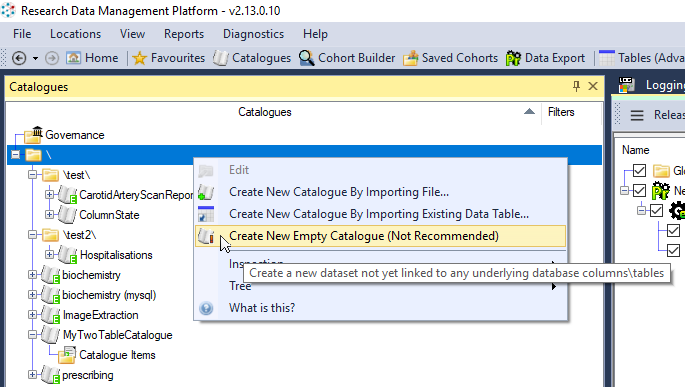 Research Data Management Platform - v2.13.0.10
File Locations View Reports Diagnostics Help
Home Favourites Catalogues Cohort Builder Saved Cohorts Data Export Tables (Adva
Catalogues
Logging
Catalogues Filters
Releas
Governance
Name
\
Glo
\test\
Edit
Ne
CarotidArteryScanRepor
Create New Catalogue By Importing File...
ColumnState
Create New Catalogue By Importing Existing Data Table...
\test2\
Create New Empty Catalogue (Not Recommended)
Hospitalisations
Create a new dataset not yet linked to any underlying database columns\tables
biochemistry
Tree
biochemistry (mysql)
ImageExtraction
What is this?
MyTwoTableCatalogue
Catalogue Items
prescribing